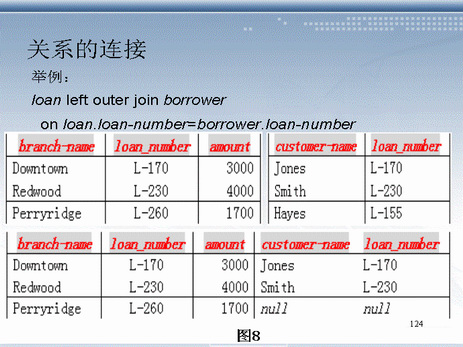 关系的连接
举例：
loan left outer join borrower
on loan.loan-number=borrower.loan-number
branch-name loan_number amount customer-name loan_number
Downtown L-170 3000 Jones L-170
Redwood L-230 4000 Smith L-230
Perryridge L-260 1700 Hayes L-155
branch-name loan_number amount customer-name loan_number
Downtown L-170 3000 Jones L-170
Redwood L-230 4000 Smith L-230
Perryridge L-260 1700 null null
124
图8